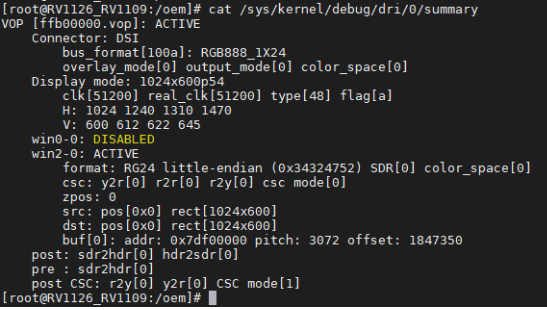 [root@RV1126_RV1109:/oem]# cat /sys/kernel/debug/dri/0/summary
VOP [ffb00000.vop]: ACTIVE
    Connector: DSI
        bus_format[100a]: RGB888_1X24
        overlay_mode[0] output_mode[0] color_space[0]
    Display mode: 1024x600p54
        clk[51200] real_clk[51200] type[48] flag[a]
        H: 1024 1240 1310 1470
        V: 600 612 622 645
    win0-0: DISABLED
    win2-0: ACTIVE
        format: RG24 little-endian (0x34324752) SDR[0] color_space[0]
        csc: y2r[0] r2r[0] r2y[0] csc mode[0]
        zpos: 0
        src: pos[0x0] rect[1024x600]
        dst: pos[0x0] rect[1024x600]
        buf[0]: addr: 0x7df00000 pitch: 3072 offset: 1847350
    post: sdr2hdr[0] hdr2sdr[0]
    pre : sdr2hdr[0]
    post CSC: r2y[0] y2r[0] CSC mode[1]
[root@RV1126_RV1109:/oem]#